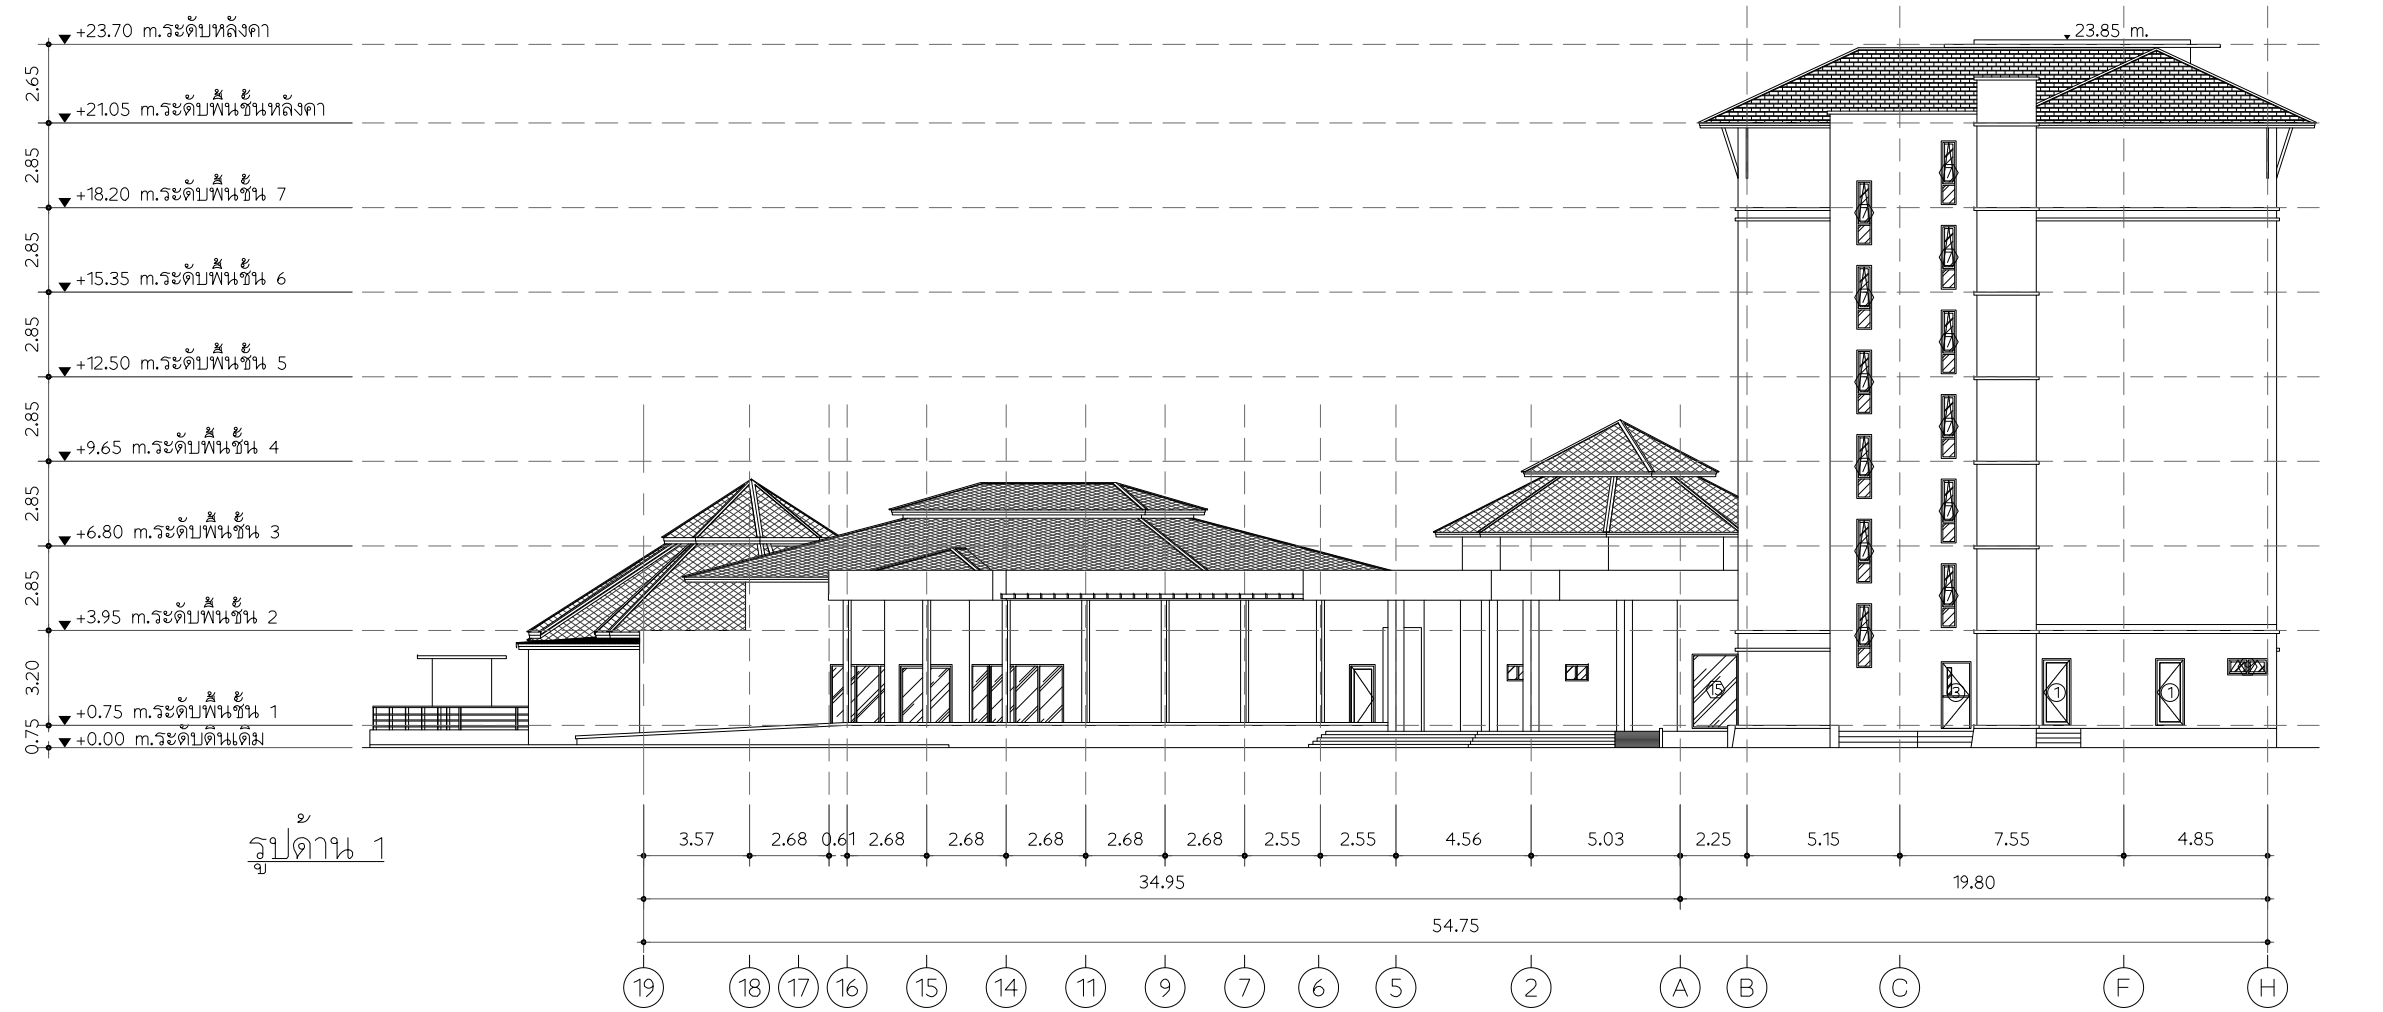 +23.70 m.ระดับหลังคา
23.85 m.
2.65
+21.05 m.ระดับพื้นชั้นหลังคา
2.85
+18.20 m.ระดับพื้นชั้น 7
2.85
+15.35 m.ระดับพื้นชั้น 6
2.85
+12.50 m.ระดับพื้นชั้น 5
2.85
+9.65 m.ระดับพื้นชั้น 4
2.85
+6.80 m.ระดับพื้นชั้น 3
2.85
+3.95 m.ระดับพื้นชั้น 2
3.20
+0.75 m.ระดับพื้นชั้น 1
0.75
+0.00 m.ระดับดินเดิม
15 3 1 1
รูปด้าน 1
3.57 2.68 0.61 2.68 2.68 2.68 2.68 2.68 2.55 2.55 4.56 5.03 2.25 5.15 7.55 4.85
34.95 19.80
54.75
19 18 17 16 15 14 11 9 7 6 5 2 A B C F H